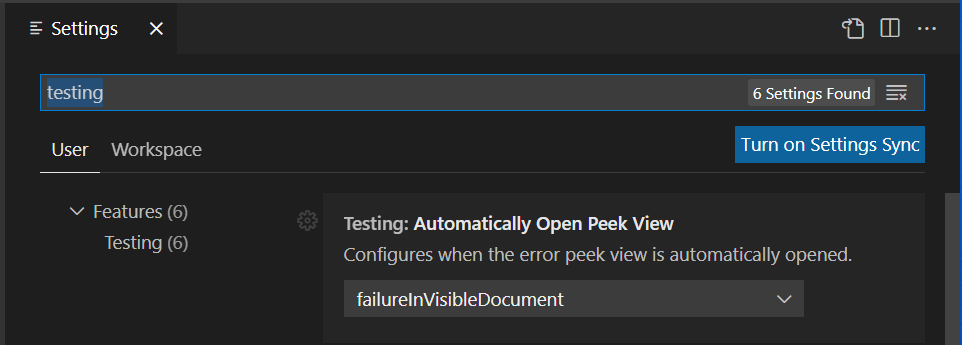 Settings
testing
6 Settings Found
User Workspace
Turn on Settings Sync
Features (6)
Testing (6)
Testing: Automatically Open Peek View
Configures when the error peek view is automatically opened.
failureInVisibleDocument